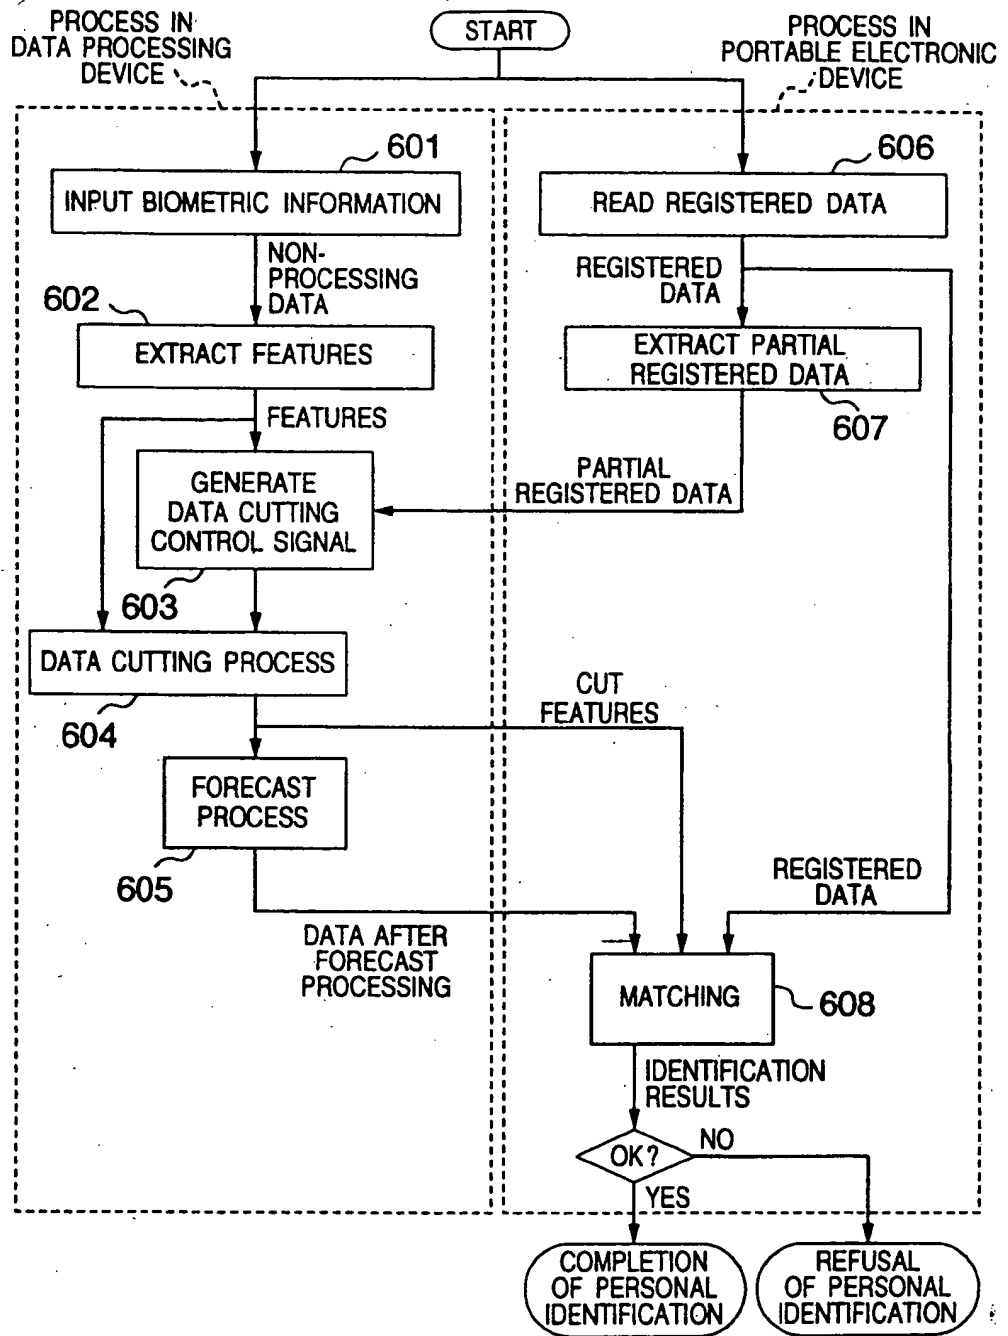 PROCESS IN
DATA PROCESSING
DEVICE
START
PROCESS IN
PORTABLE ELECTRONIC
DEVICE
601
INPUT BIOMETRIC INFORMATION
606
READ REGISTERED DATA
NON-
PROCESSING
DATA
REGISTERED
DATA
602
EXTRACT FEATURES
EXTRACT PARTIAL
REGISTERED DATA
607
FEATURES
GENERATE
DATA CUTTING
CONTROL SIGNAL
PARTIAL
REGISTERED DATA
603
DATA CUTTING PROCESS
604
CUT
FEATURES
FORECAST
PROCESS
605
REGISTERED
DATA
DATA AFTER
FORECAST
PROCESSING
MATCHING
608
IDENTIFICATION
RESULTS
OK?
NO
YES
COMPLETION
OF PERSONAL
IDENTIFICATION
REFUSAL
OF PERSONAL
IDENTIFICATION